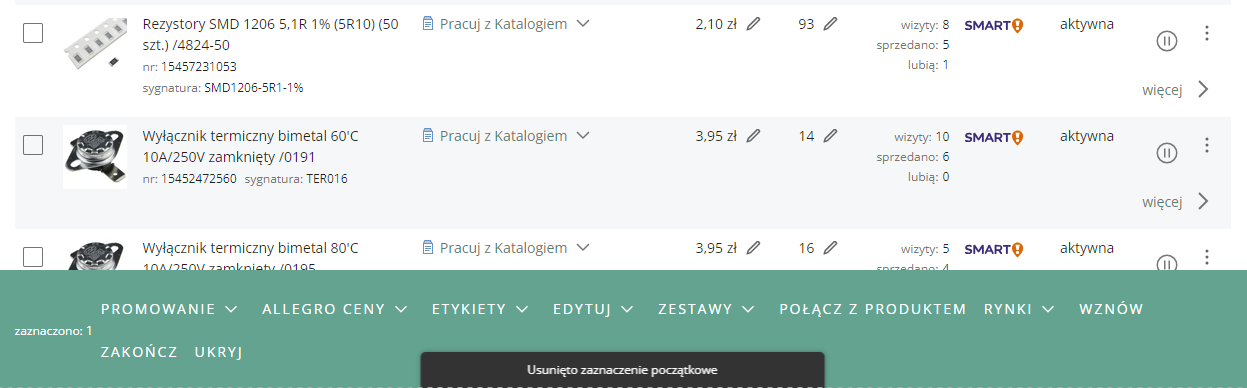 Rezystory SMD 1206 5,1R 1% (5R10) (50
szt.) /4824-50
nr: 15457231053
sygnatura: SMD1206-5R1-1%
Pracuj z Katalogiem
2,10 zł
93
wizyty: 8
sprzedano: 5
lubią: 1
SMART!
aktywna
więcej
Wyłącznik termiczny bimetal 60'C
10A/250V zamknięty /0191
nr: 15452472560 sygnatura: TER016
Pracuj z Katalogiem
3,95 zł
14
wizyty: 10
sprzedano: 6
lubią: 0
SMART!
aktywna
więcej
Wyłącznik termiczny bimetal 80'C
10A/250V zamknięty /0195
Pracuj z Katalogiem
3,95 zł
16
wizyty: 5
sprzedano: 4
SMART!
aktywna
zaznaczono: 1
PROMOWANIE ALLEGRO CENY ETYKIETY EDYTUJ ZESTAWY POŁĄCZ Z PRODUKTEM RYNKI WZNÓW
ZAKOŃCZ UKRYJ
Usunięto zaznaczenie początkowe